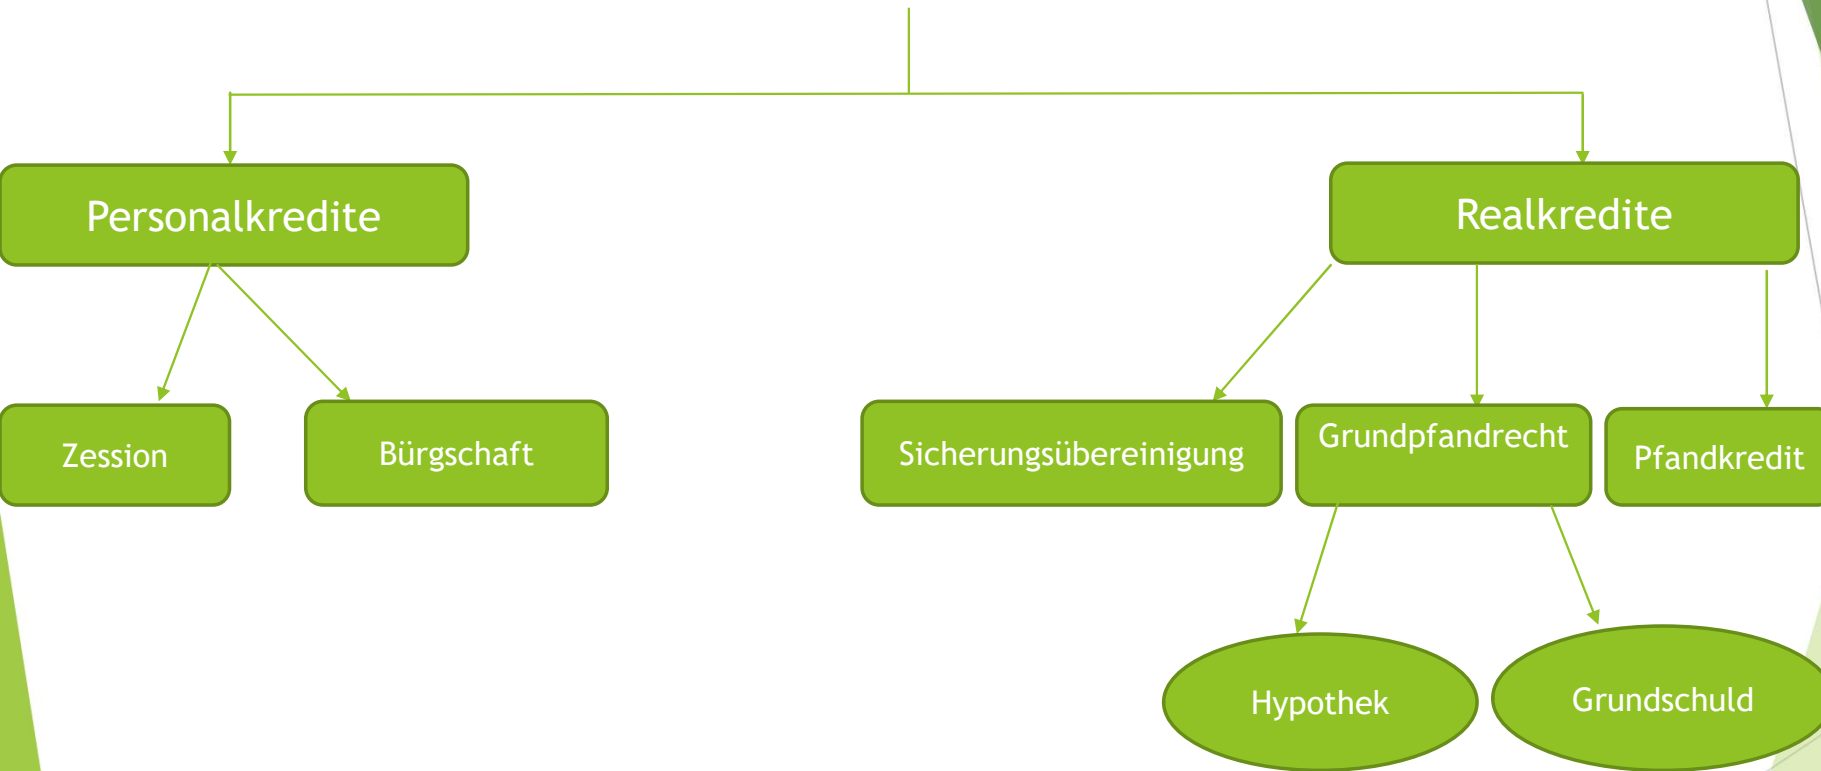 Personalkredite
Realkredite
Zession
Bürgschaft
Sicherungsübereinigung
Grundpfandrecht
Pfandkredit
Hypothek
Grundschuld